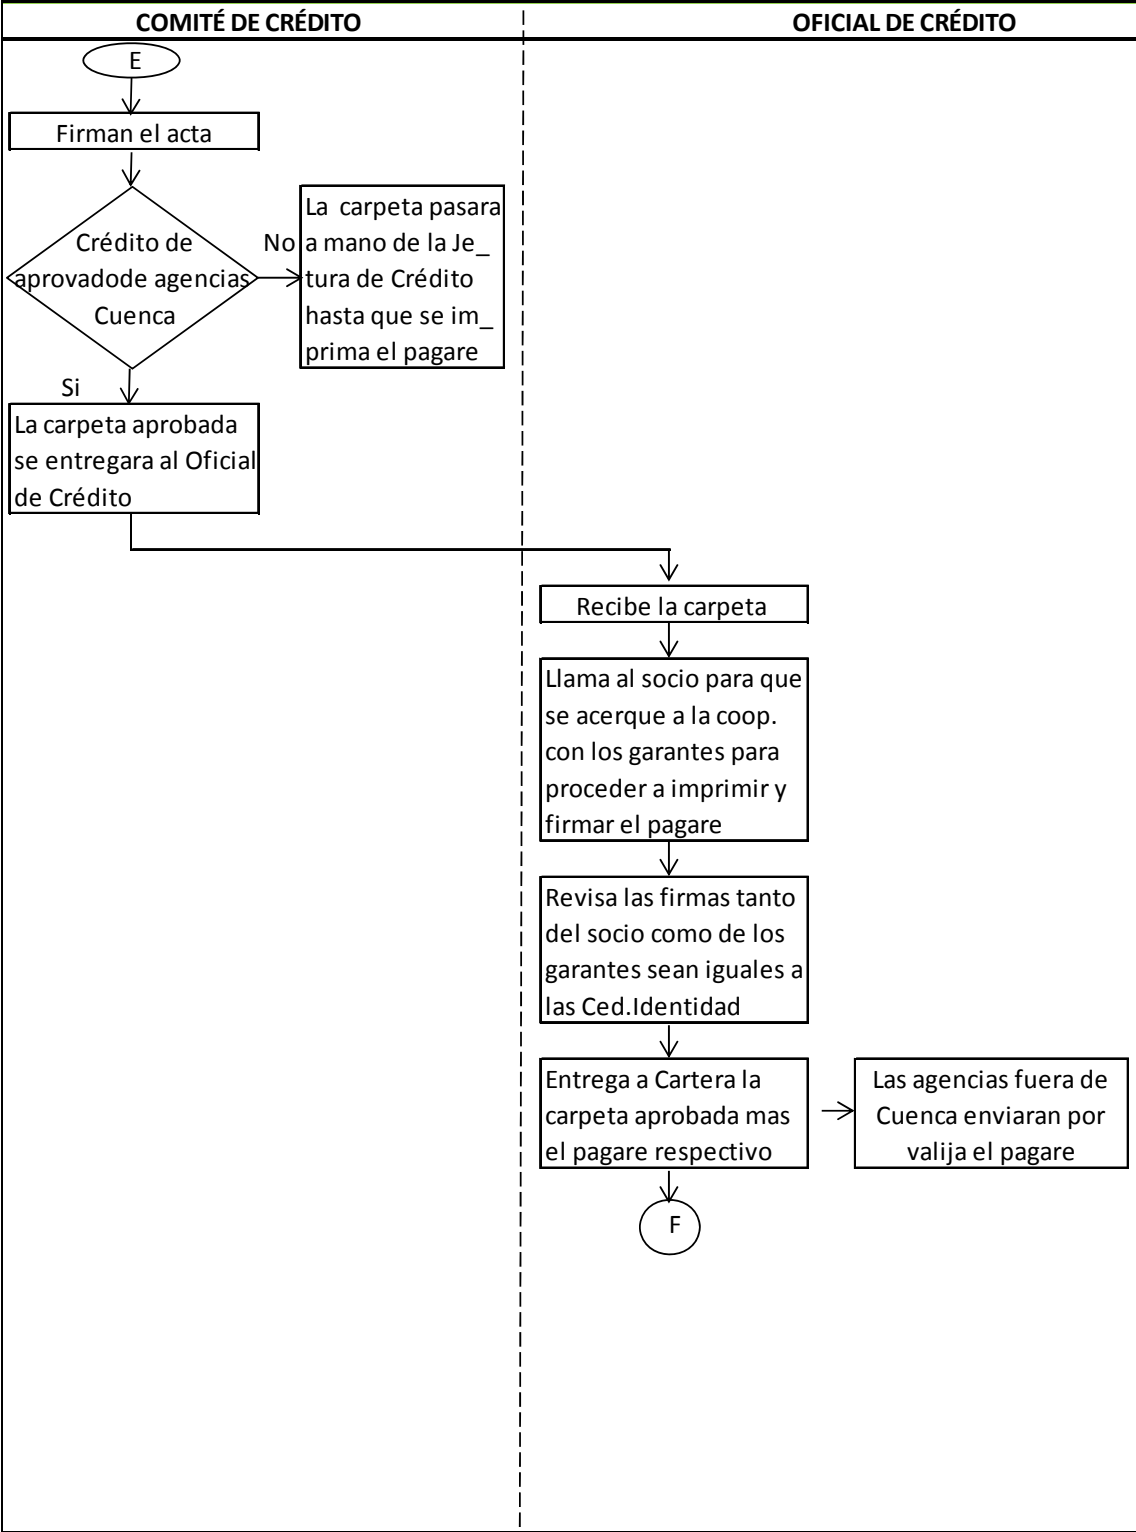 COMITÉ DE CRÉDITO
OFICIAL DE CRÉDITO
E
Firman el acta
Crédito de
aprovadode agencias
Cuenca
No
La carpeta pasara
a mano de la Je_
tura de Crédito
hasta que se im_
prima el pagare
Si
La carpeta aprobada
se entregara al Oficial
de Crédito
Recibe la carpeta
Llama al socio para que
se acerque a la coop.
con los garantes para
proceder a imprimir y
firmar el pagare
Revisa las firmas tanto
del socio como de los
garantes sean iguales a
las Ced.Identidad
Entrega a Cartera la
carpeta aprobada mas
el pagare respectivo
Las agencias fuera de
Cuenca enviaran por
valija el pagare
F